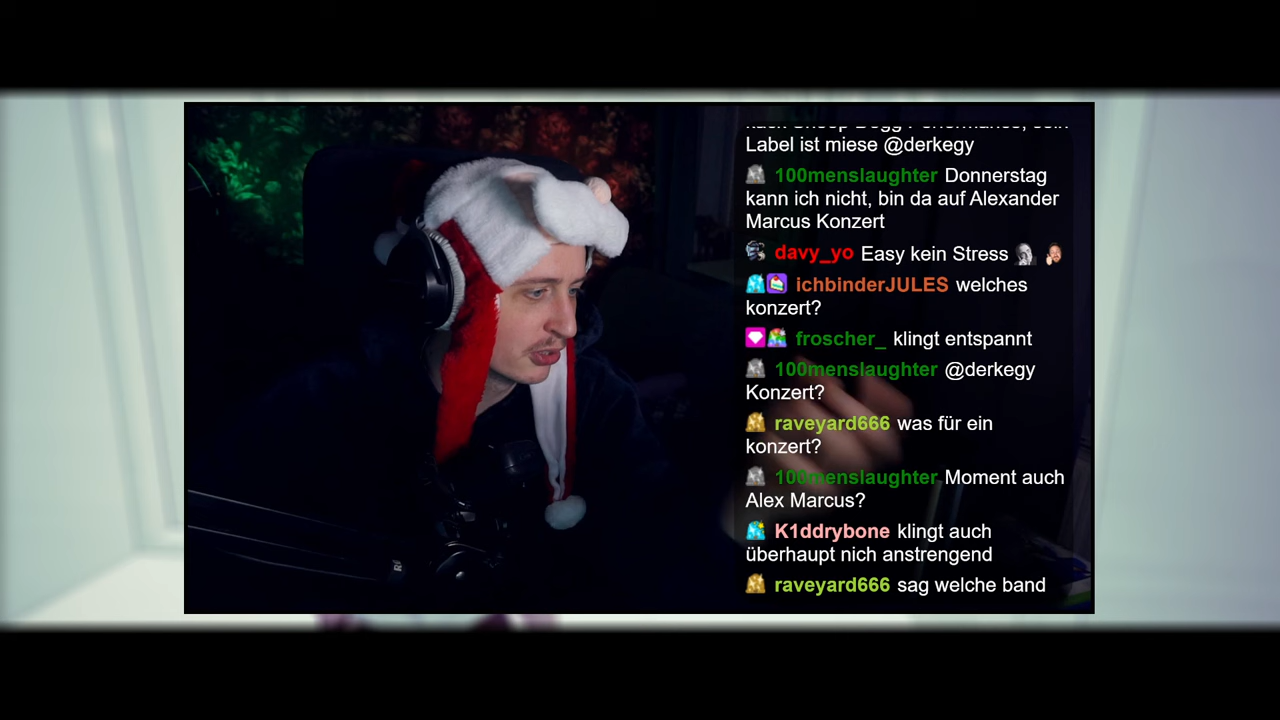 Label ist miese @derkegy
100menslaughter Donnerstag
kann ich nicht, bin da auf Alexander
Marcus Konzert
davy_yo Easy kein Stress
ichbinderJULES welches
konzert?
froscher_ klingt entspannt
100menslaughter @derkegy
Konzert?
raveyard666 was für ein
konzert?
100menslaughter Moment auch
Alex Marcus?
K1ddrybone klingt auch
überhaupt nich anstrengend
raveyard666 sag welche band